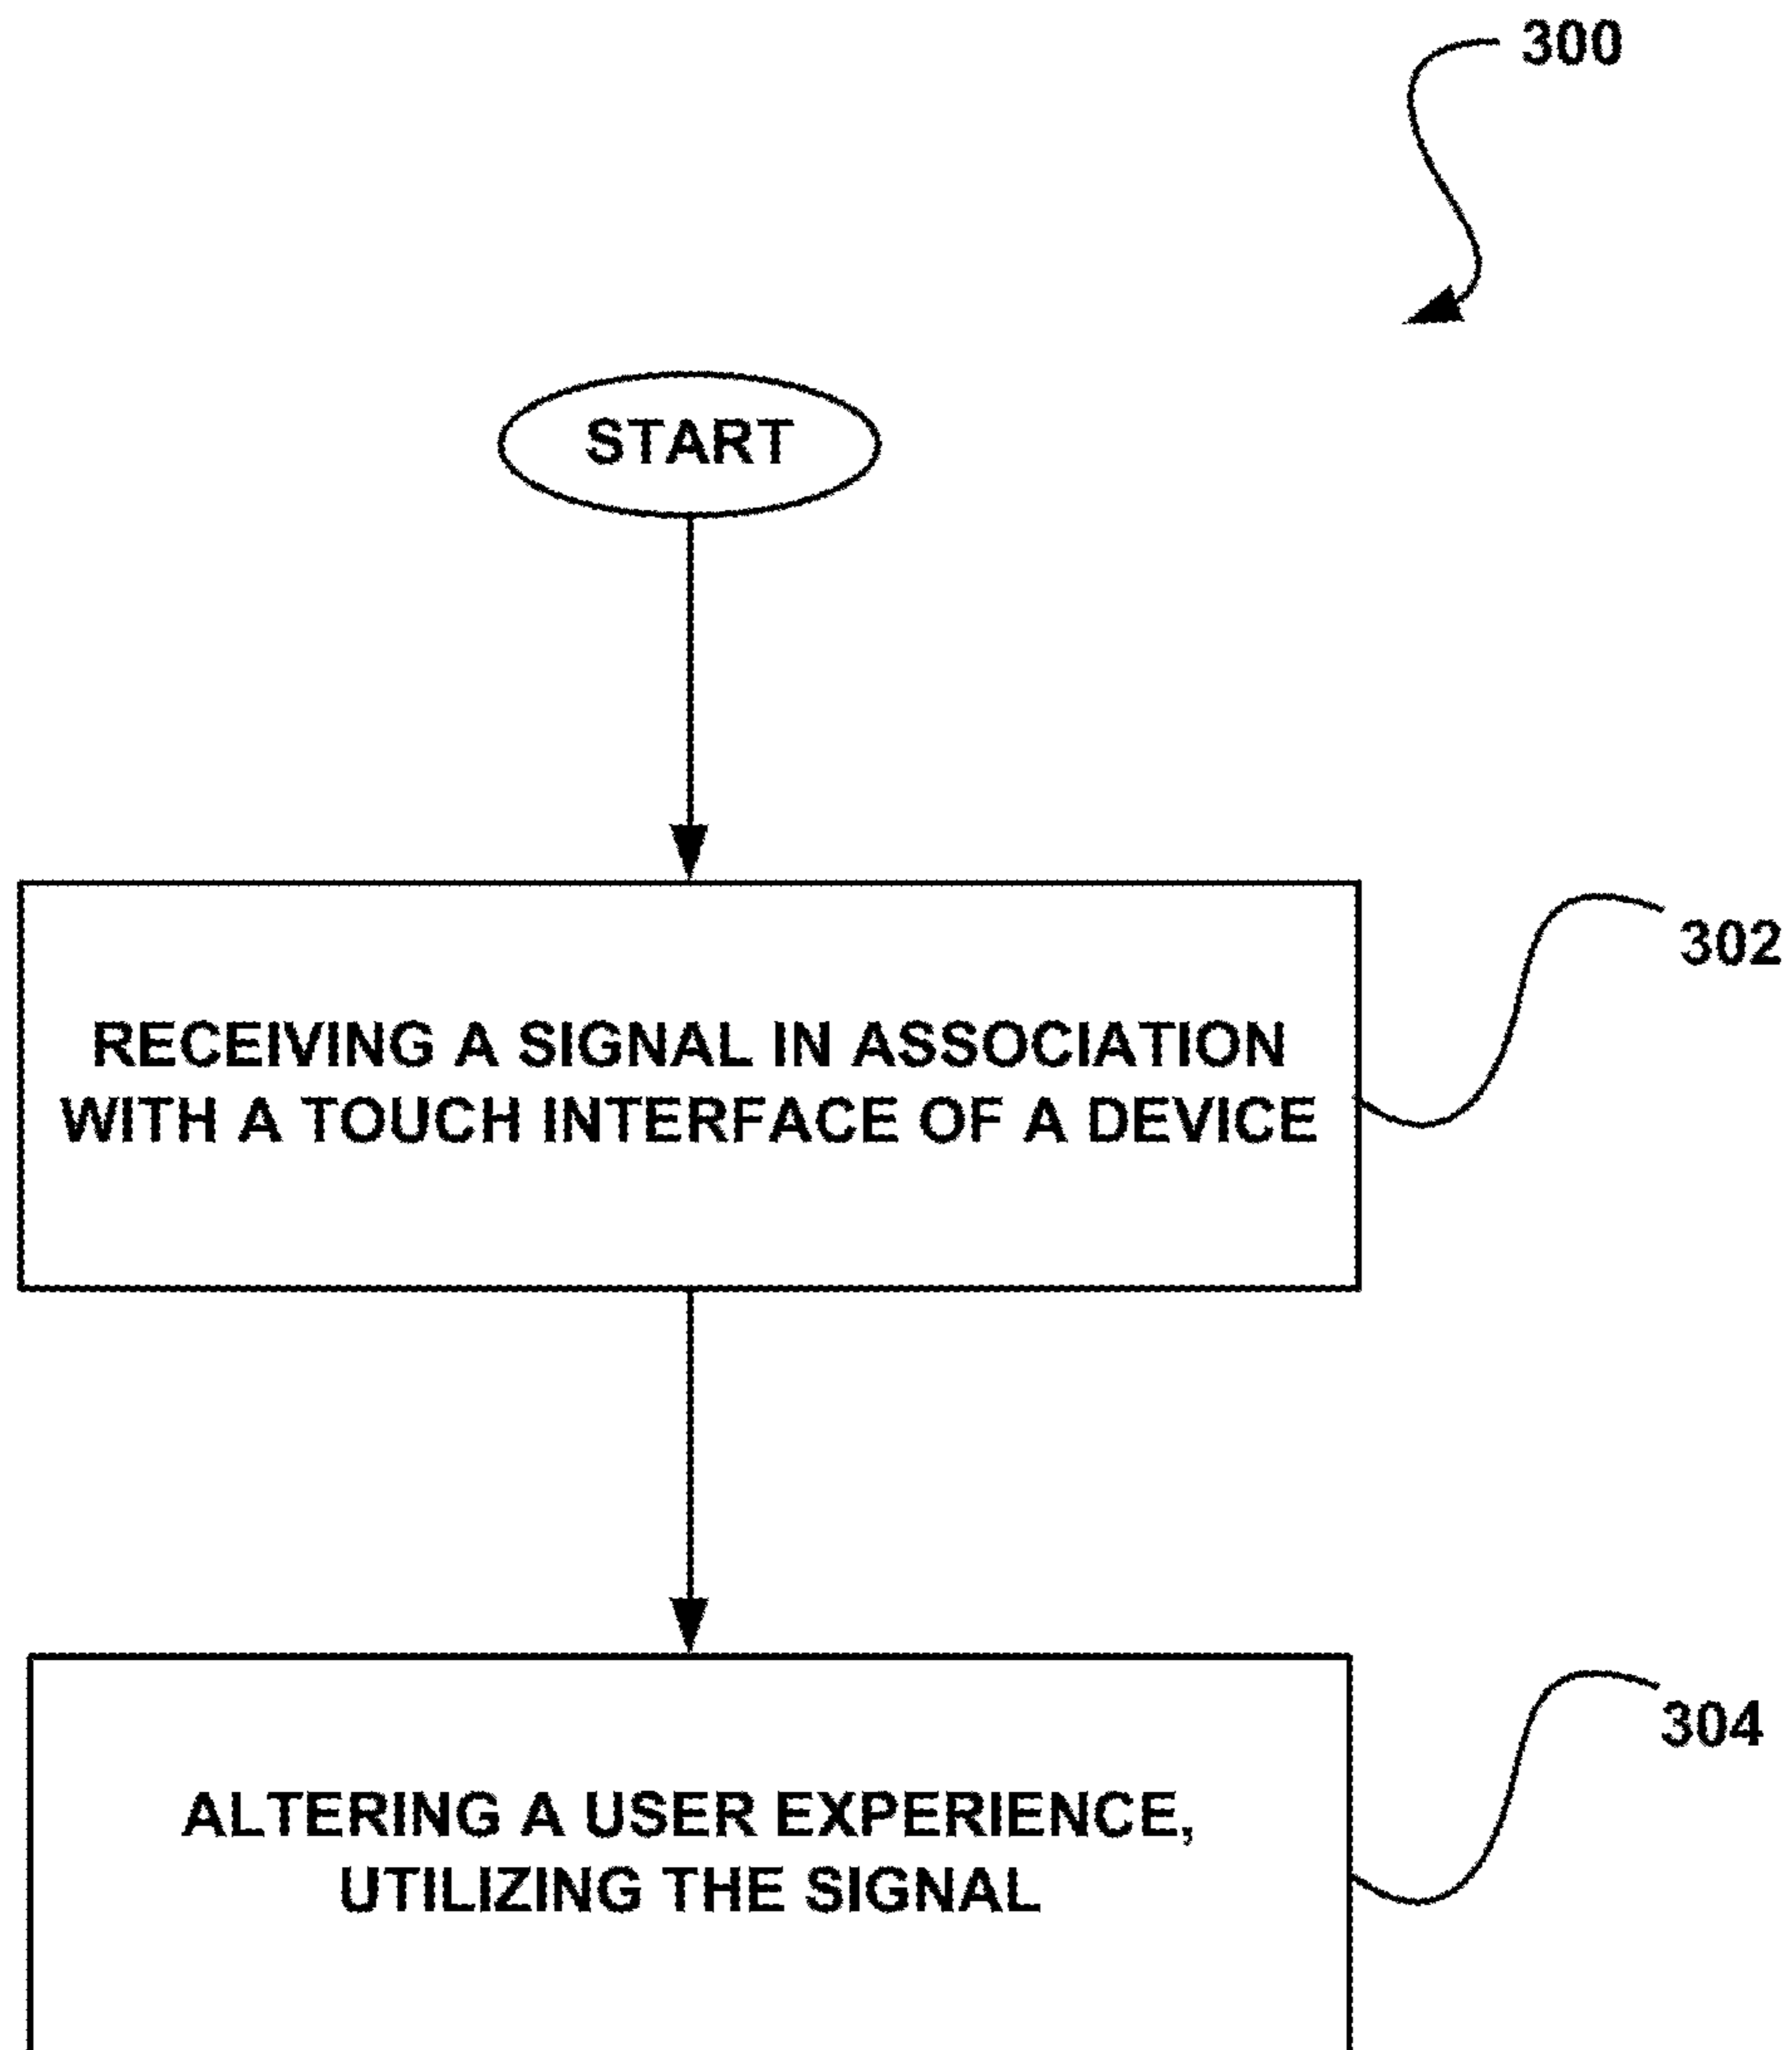 300
START
RECEIVING A SIGNAL IN ASSOCIATION
WITH A TOUCH INTERFACE OF A DEVICE
302
ALTERING A USER EXPERIENCE,
UTILIZING THE SIGNAL
304